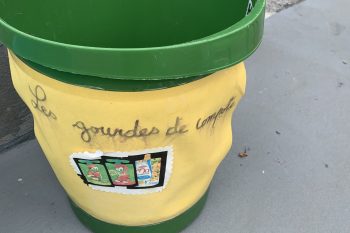 Les gourdes de compote